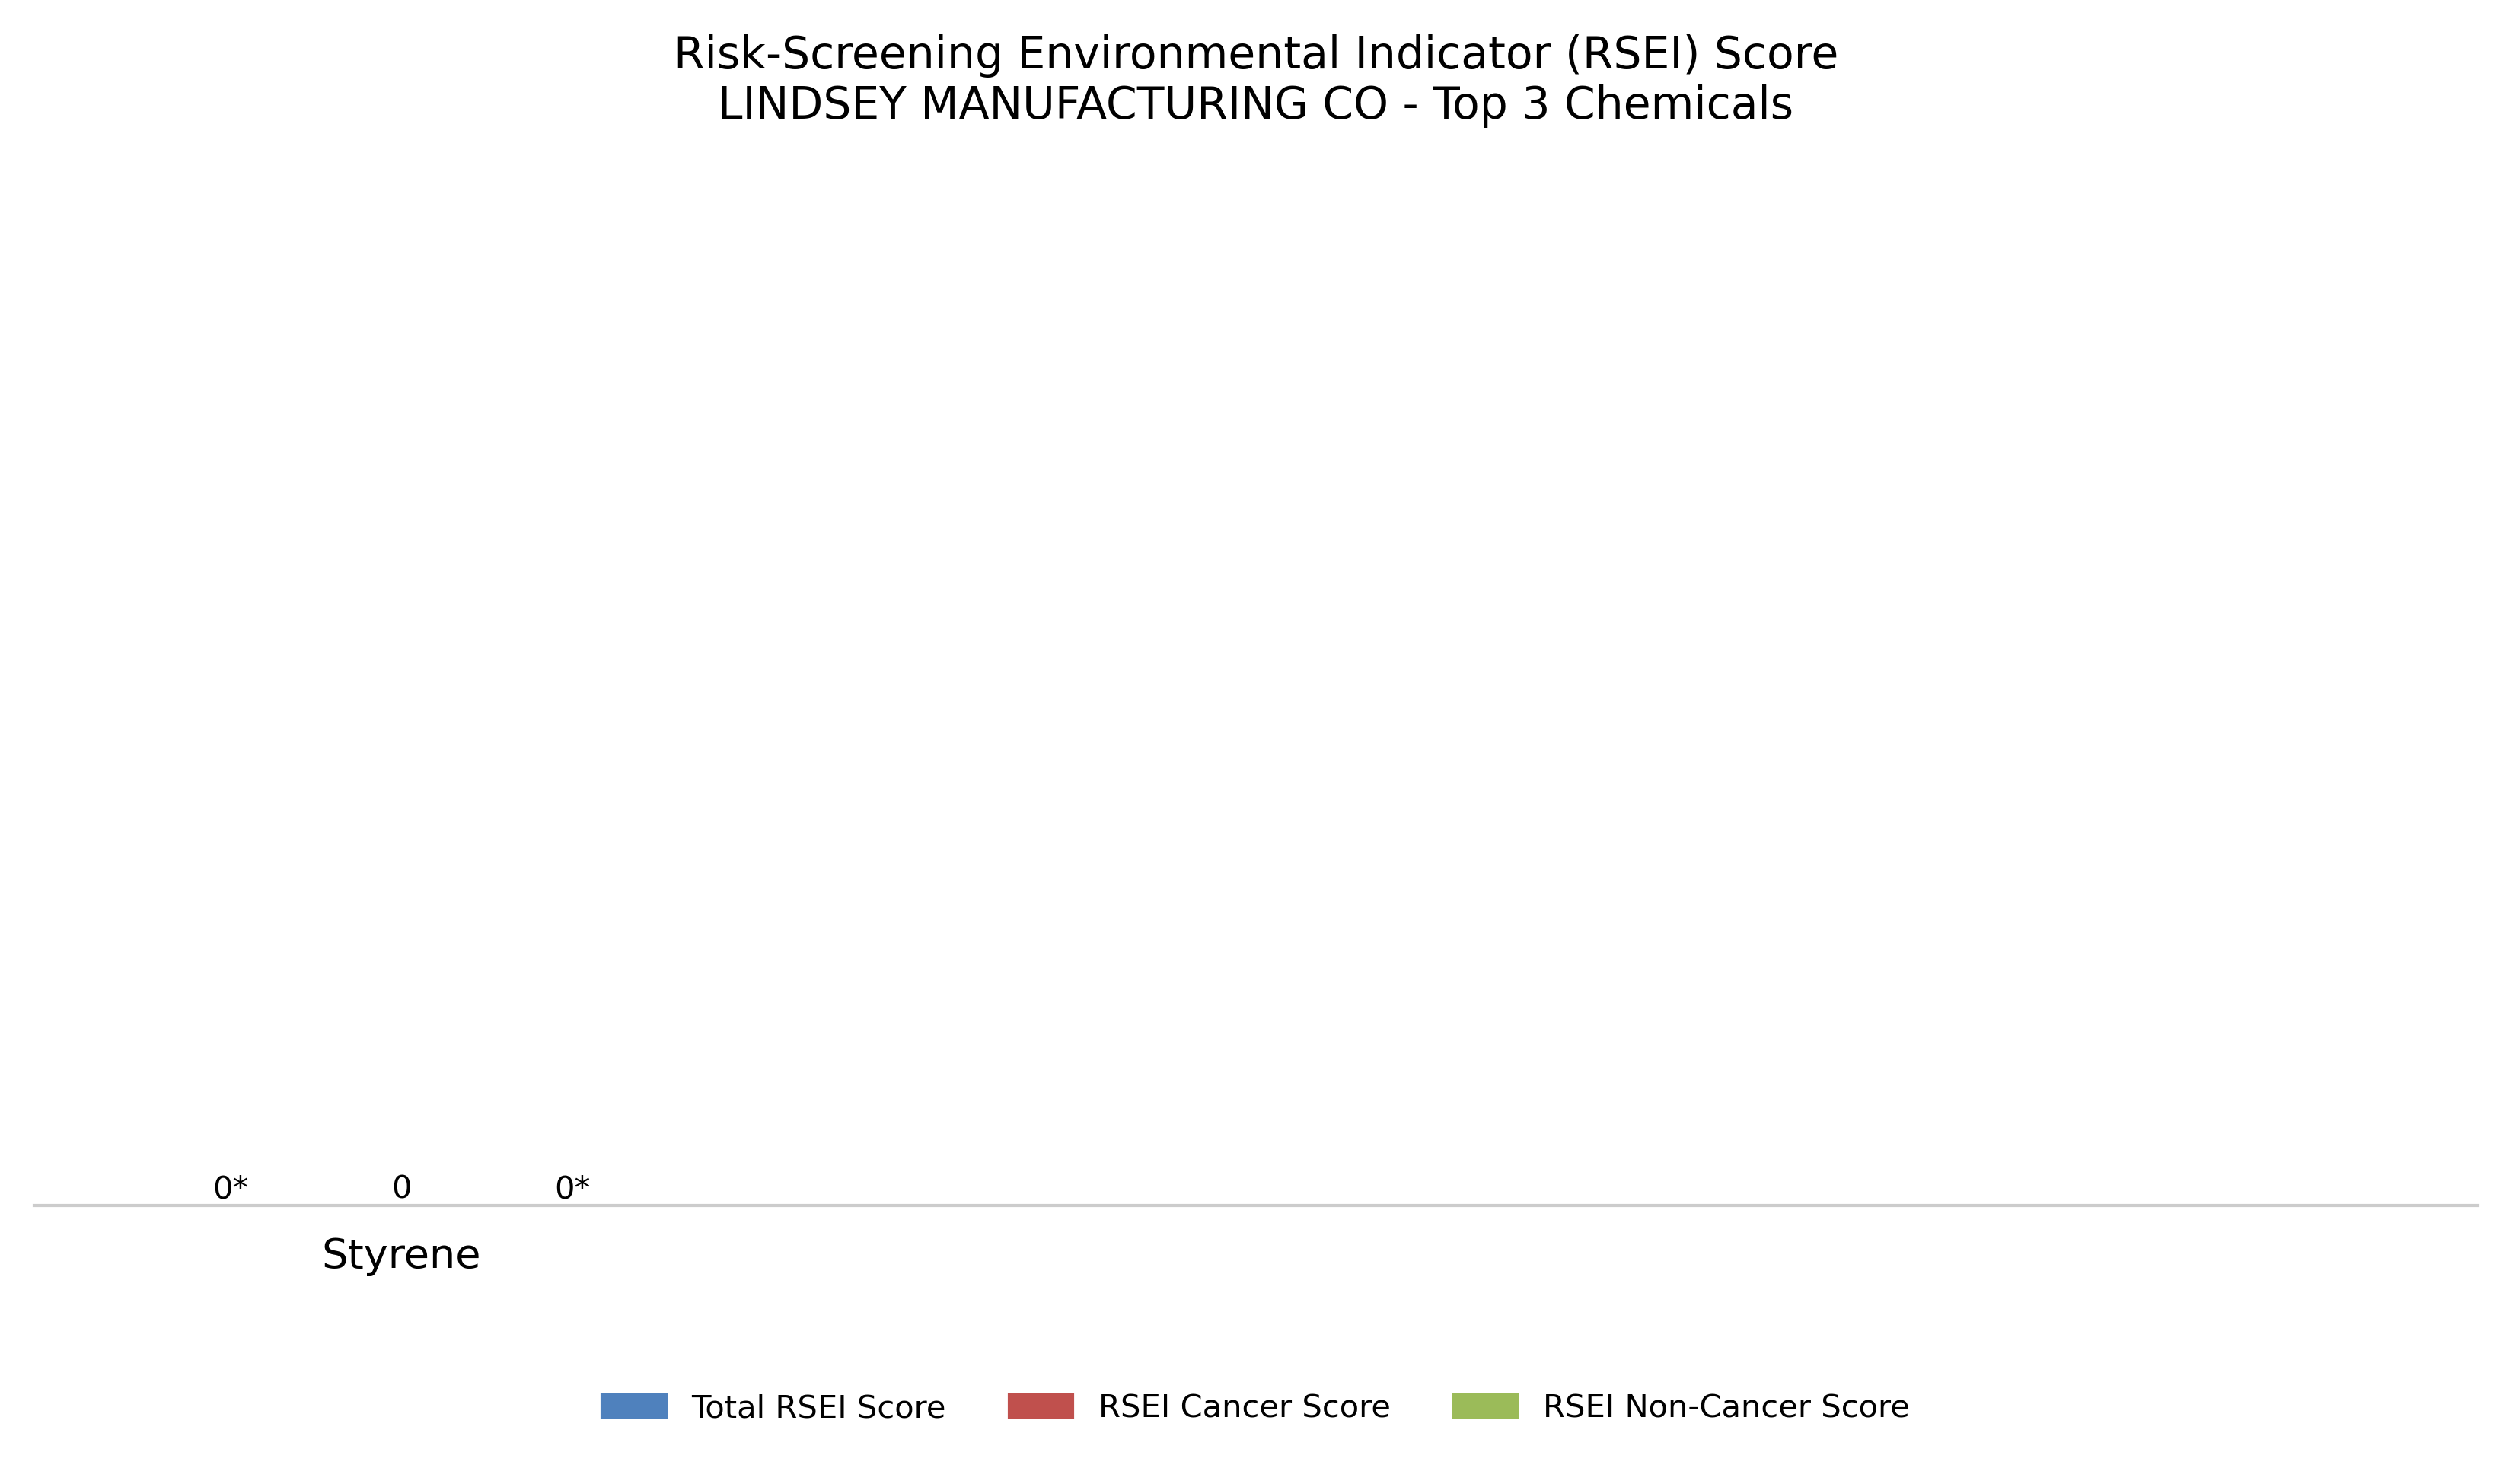 Risk-Screening Environmental Indicator (RSEI) Score
LINDSEY MANUFACTURING CO - Top 3 Chemicals
0* 0 0*
Styrene
Total RSEI Score RSEI Cancer Score RSEI Non-Cancer Score